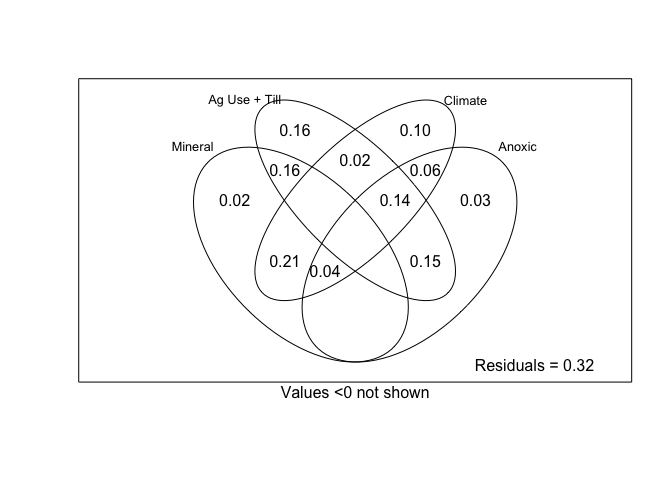 Ag Use + Till
Climate
Mineral
Anoxic
0.16
0.10
0.02
0.16
0.06
0.02
0.14
0.03
0.21
0.04
0.15
Residuals = 0.32
Values <0 not shown